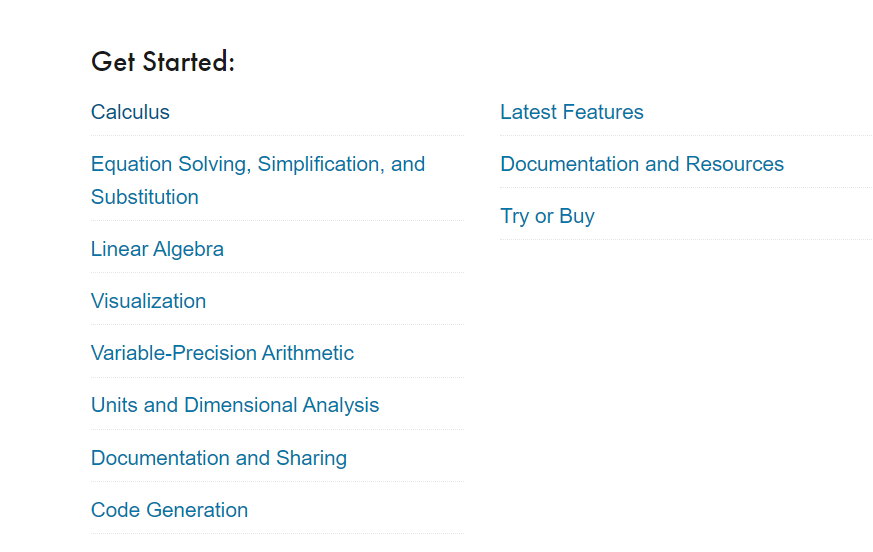 Get Started:
Calculus
Equation Solving, Simplification, and
Substitution
Linear Algebra
Visualization
Variable-Precision Arithmetic
Units and Dimensional Analysis
Documentation and Sharing
Code Generation
Latest Features
Documentation and Resources
Try or Buy